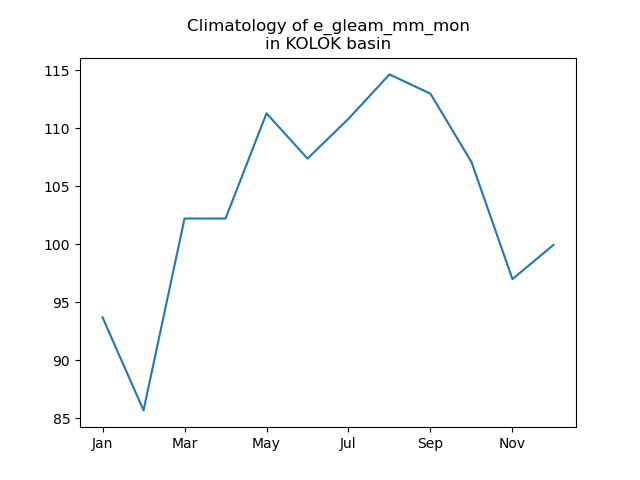 Climatology of e_gleam_mm_mon
in KOLOK basin
115
110
105
100
95
90
85
Jan
Mar
May
Jul
Sep
Nov